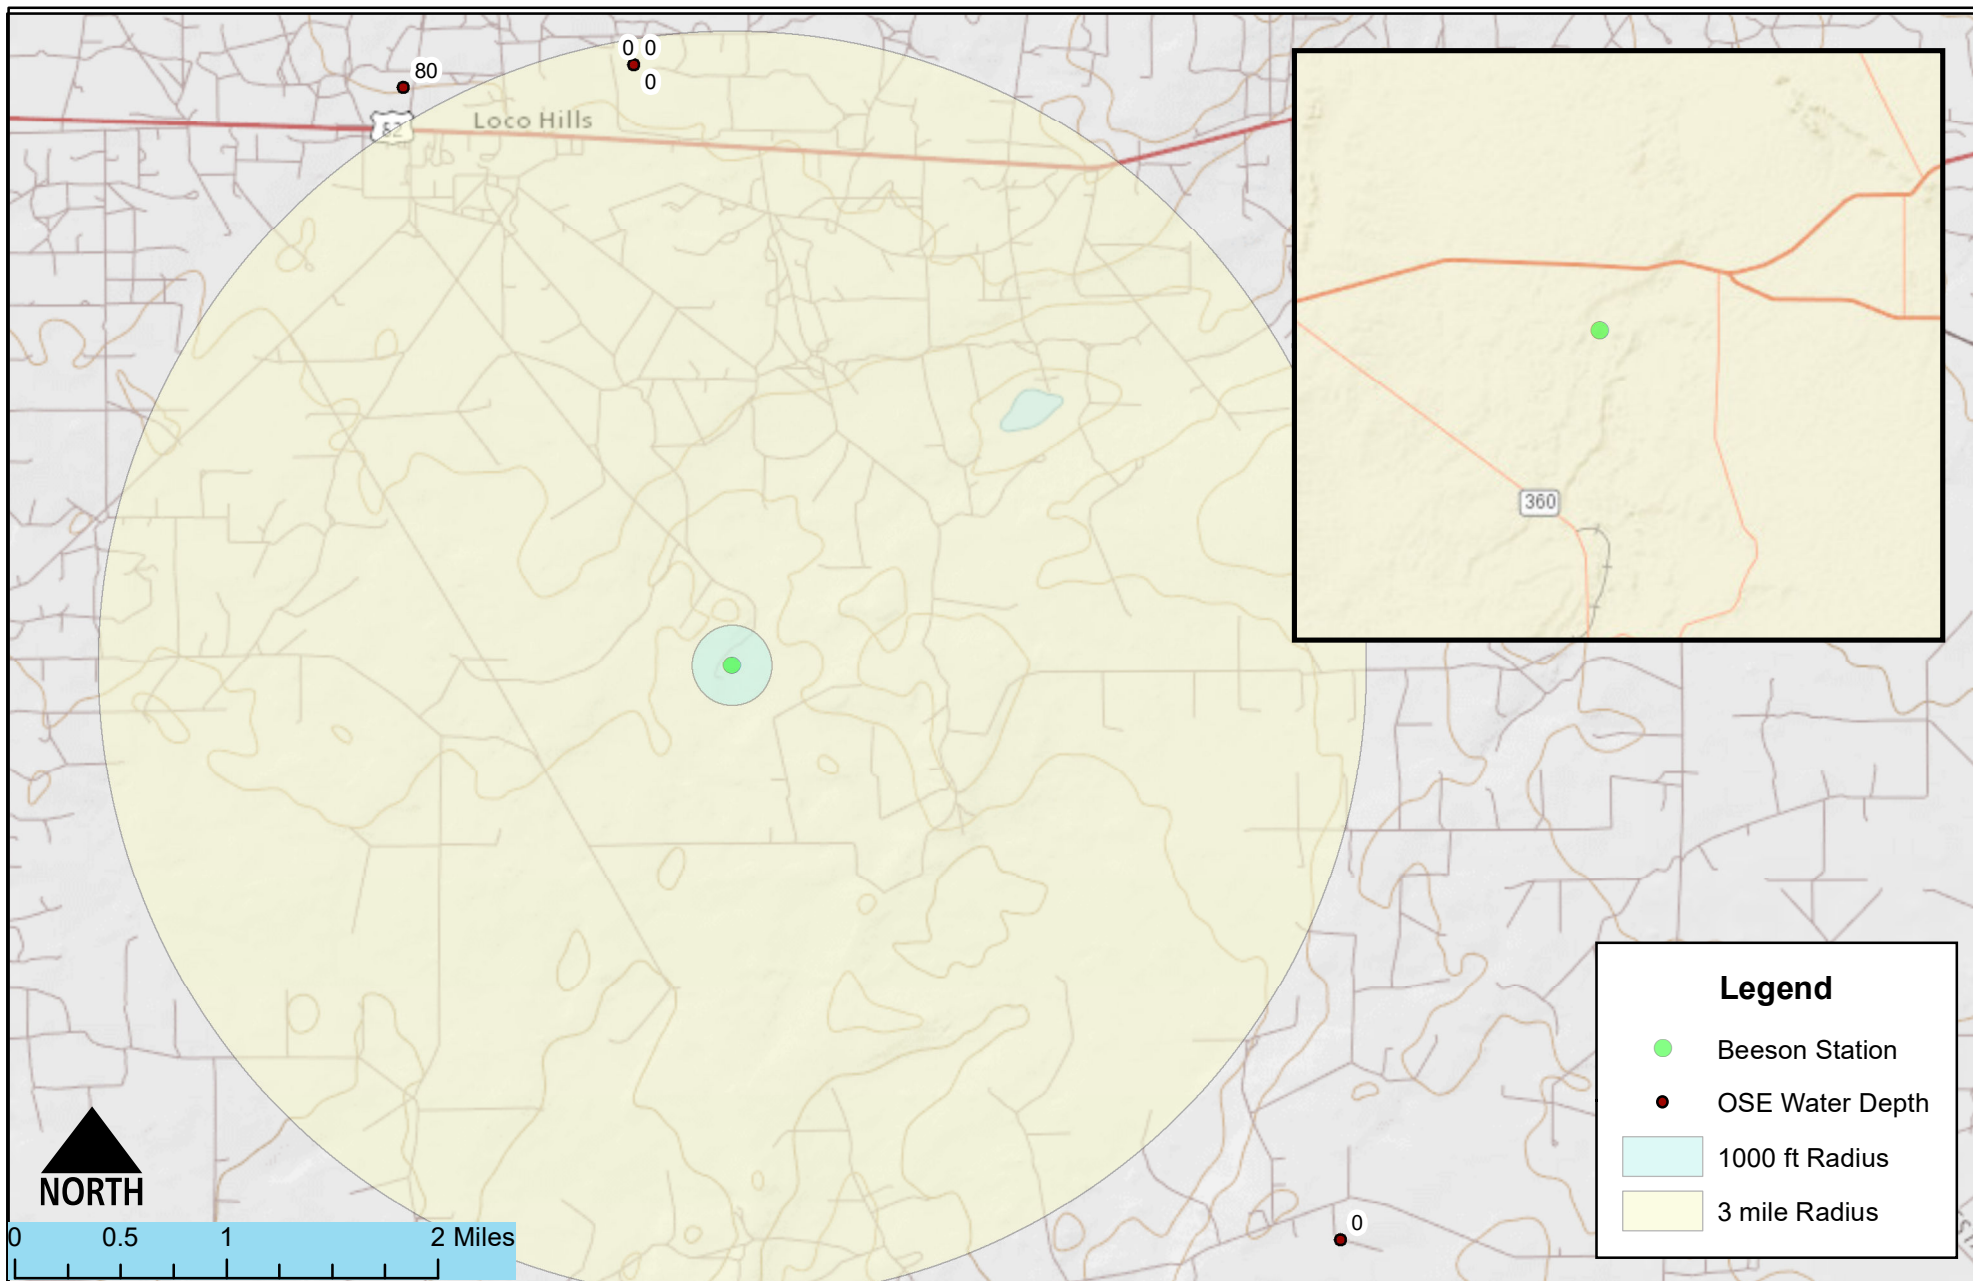 0 0
80
0
82
Loco Hills
360
Legend
Beeson Station
OSE Water Depth
1000 ft Radius
3 mile Radius
NORTH
0 0.5 1 2 Miles
0